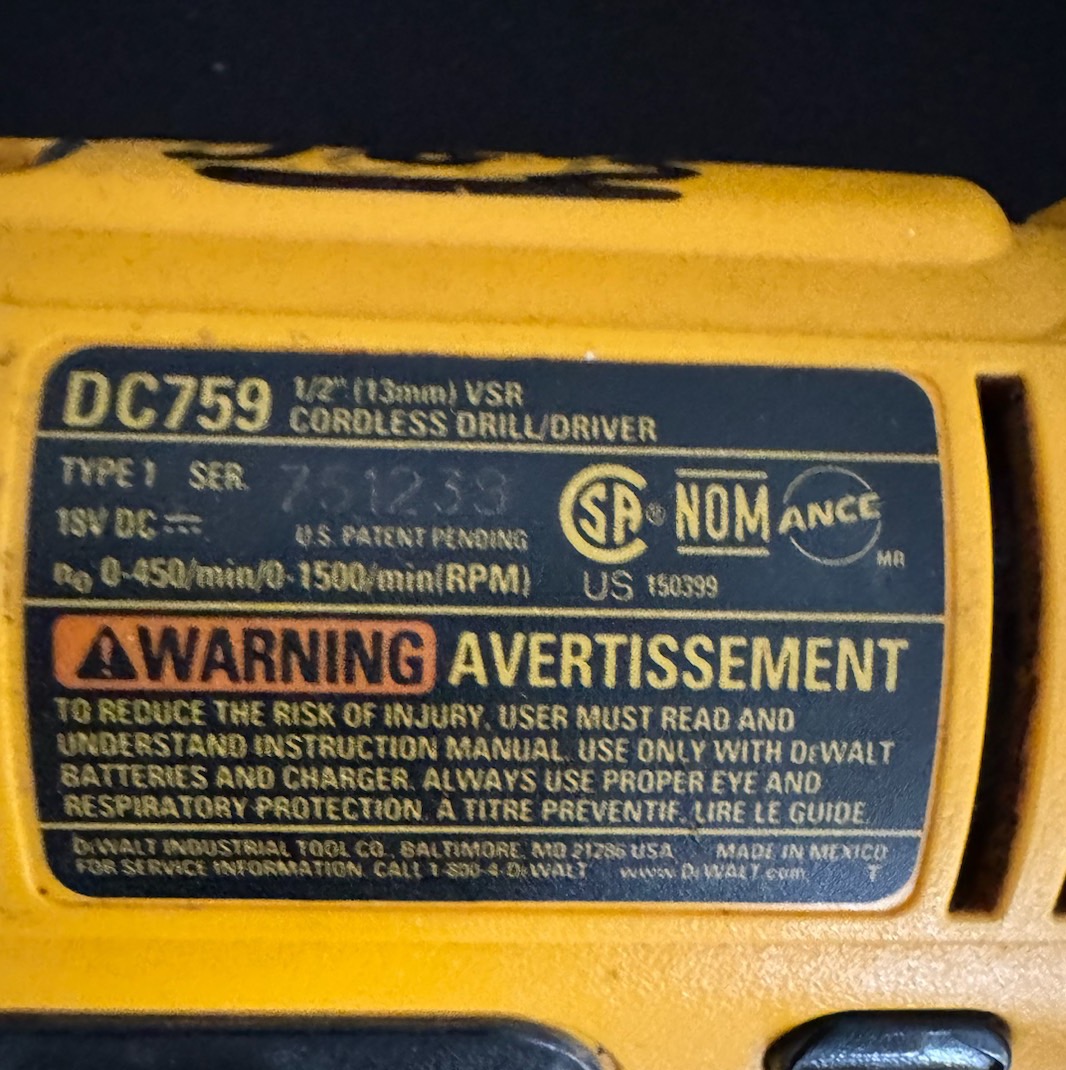 DC759 1/2" (13mm) VSR
CORDLESS DRILL/DRIVER
TYPE 1 SER. 751233
18V DC
U.S. PATENT PENDING
n0 0-450/min/0-1500/min(RPM)
SA ® NOM ANCE
MR
US 150399
WARNING AVERTISSEMENT
TO REDUCE THE RISK OF INJURY, USER MUST READ AND
UNDERSTAND INSTRUCTION MANUAL. USE ONLY WITH DeWALT
BATTERIES AND CHARGER. ALWAYS USE PROPER EYE AND
RESPIRATORY PROTECTION. À TITRE PRÉVENTIF, LIRE LE GUIDE.
DeWALT INDUSTRIAL TOOL CO., BALTIMORE, MD 21286 USA MADE IN MEXICO
FOR SERVICE INFORMATION, CALL 1-800-4-DeWALT www.DeWALT.com T